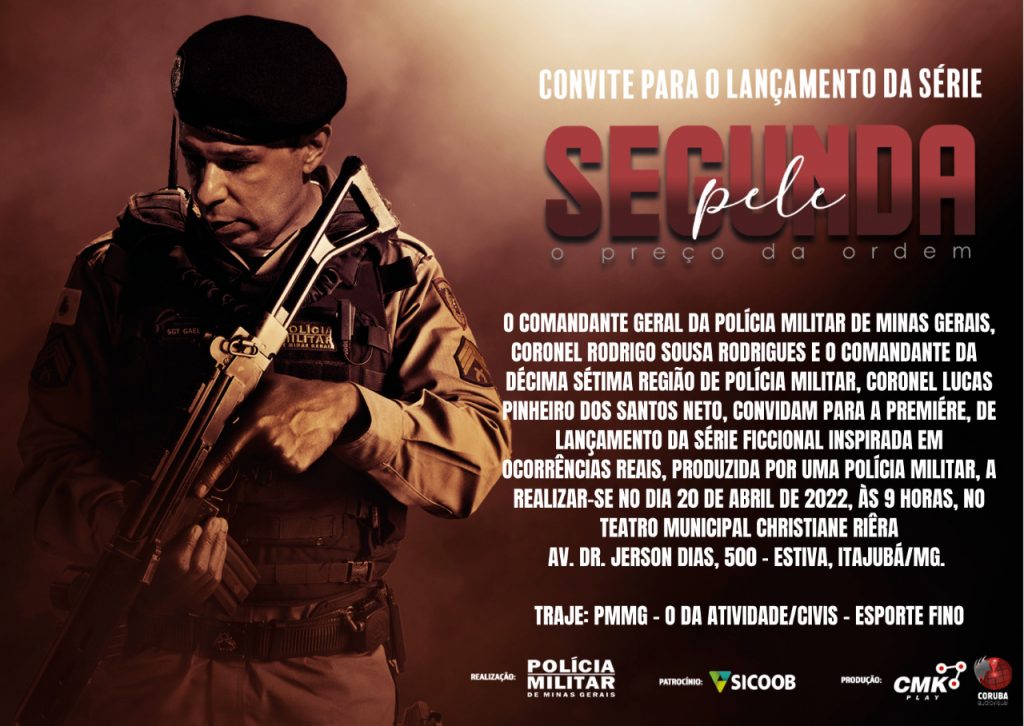 CONVITE PARA O LANÇAMENTO DA SÉRIE
SEGUNDA
pele
o preço da ordem
SGT GAEL
POLÍCIA
MILITAR
DE MINAS GERAIS
O COMANDANTE GERAL DA POLÍCIA MILITAR DE MINAS GERAIS,
CORONEL RODRIGO SOUSA RODRIGUES E O COMANDANTE DA
DÉCIMA SÉTIMA REGIÃO DE POLÍCIA MILITAR, CORONEL LUCAS
PINHEIRO DOS SANTOS NETO, CONVIDAM PARA A PREMIÉRE, DE
LANÇAMENTO DA SÉRIE FICCIONAL INSPIRADA EM
OCORRÊNCIAS REAIS, PRODUZIDA POR UMA POLÍCIA MILITAR, A
REALIZAR-SE NO DIA 20 DE ABRIL DE 2022, ÀS 9 HORAS, NO
TEATRO MUNICIPAL CHRISTIANE RIÊRA
AV. DR. JERSON DIAS, 500 - ESTIVA, ITAJUBÁ/MG.
TRAJE: PMMG - O DA ATIVIDADE/CIVIS - ESPORTE FINO
REALIZAÇÃO:
POLÍCIA
MILITAR
DE MINAS GERAIS
PATROCÍNIO:
SICOOB
PRODUÇÃO:
CMK
PLAY
CORUBA
audiovisual